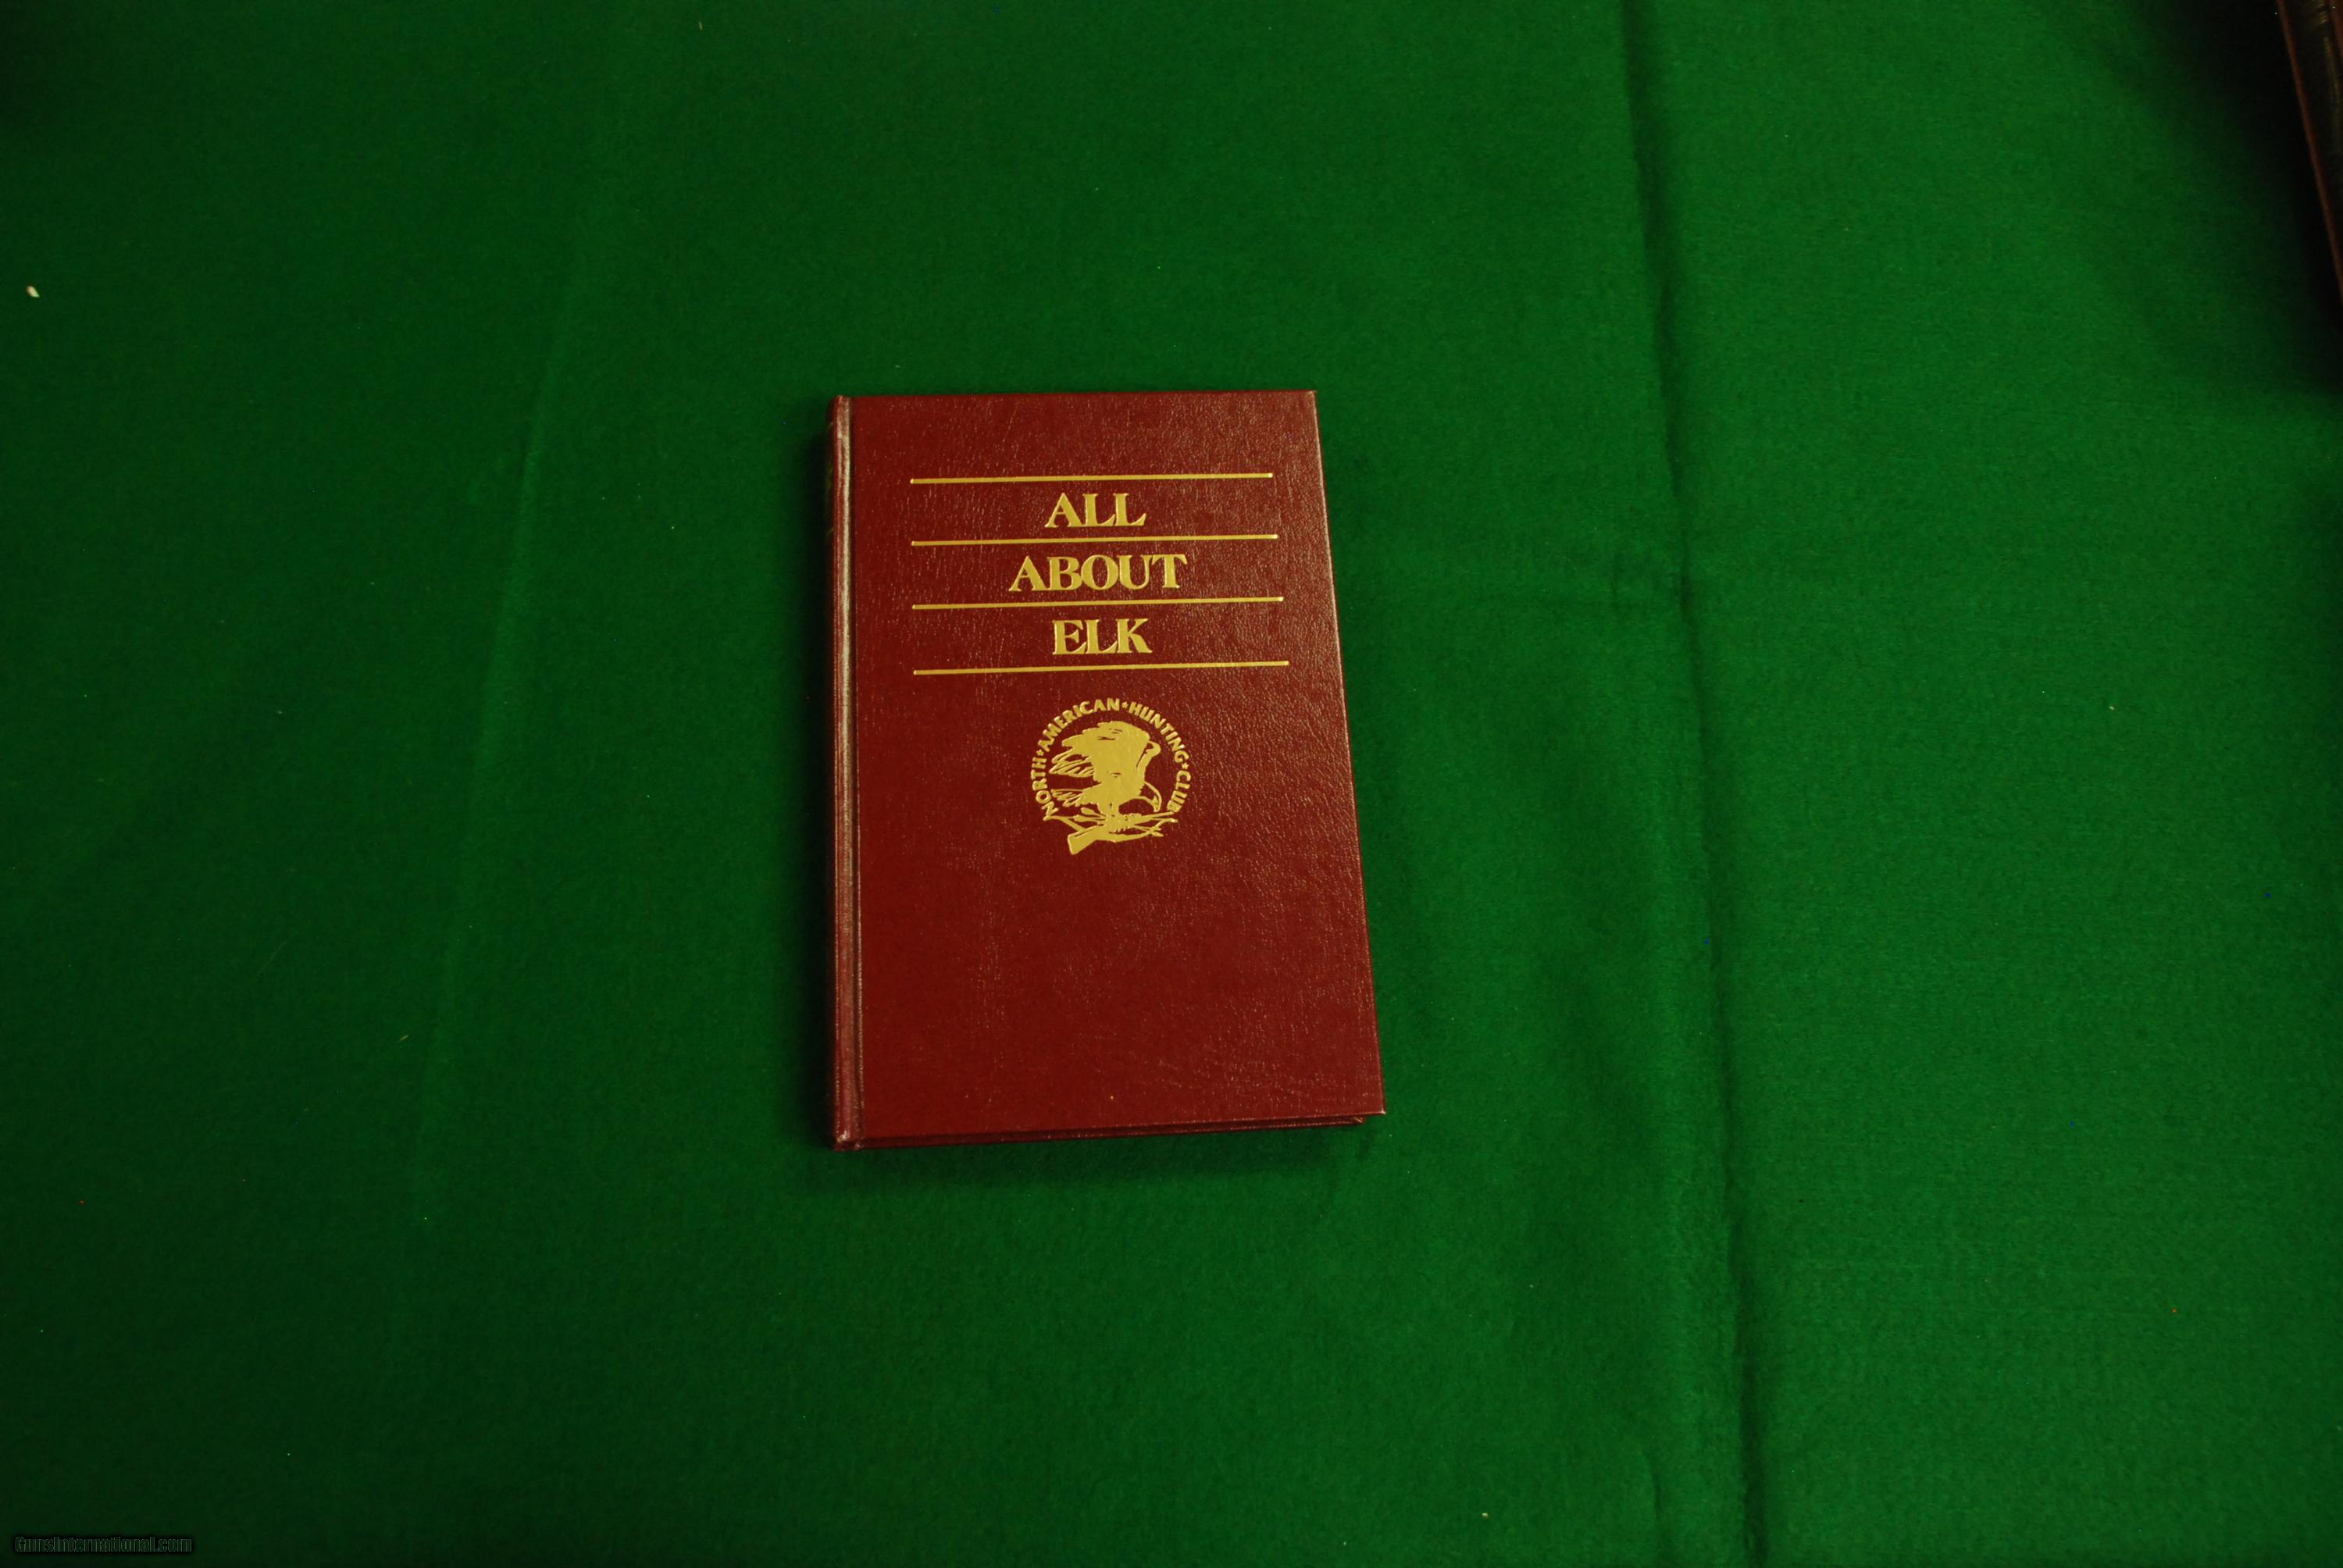 ALL
ABOUT
ELK
NORTH★AMERICAN★HUNTING★CLUB
GunsInternational.com